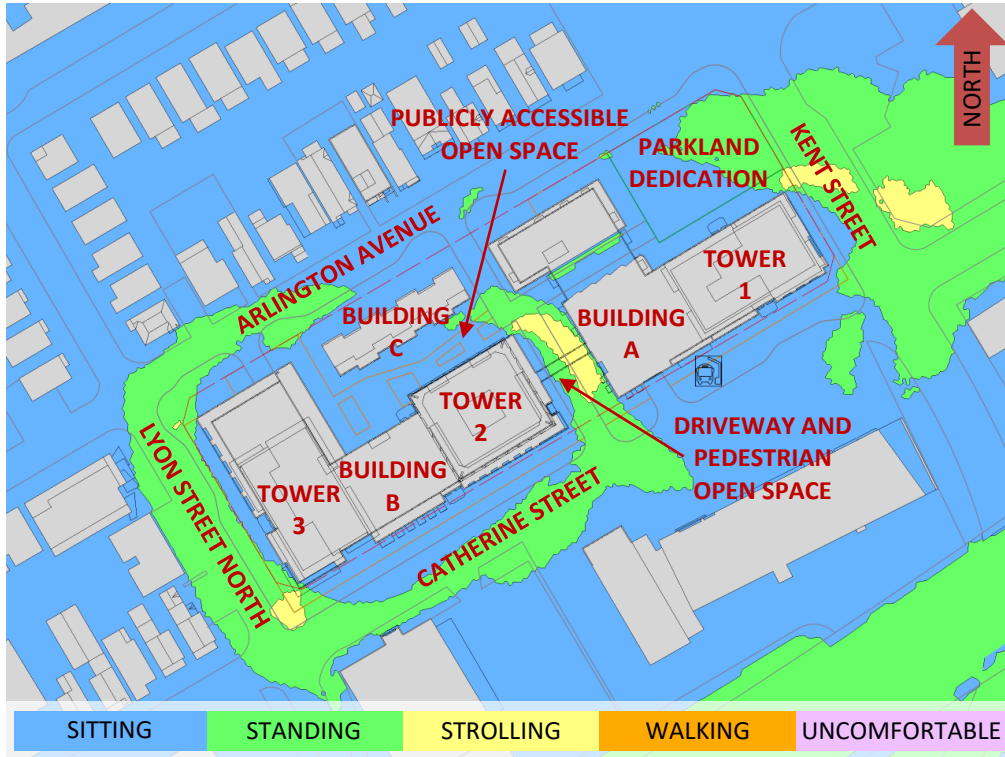 NORTH
PUBLICLY ACCESSIBLE
OPEN SPACE
PARKLAND
DEDICATION
KENT STREET
ARLINGTON AVENUE
TOWER
1
BUILDING
C
BUILDING
A
TOWER
2
DRIVEWAY AND
PEDESTRIAN
OPEN SPACE
LYON STREET NORTH
BUILDING
B
TOWER
3
CATHERINE STREET
SITTING
STANDING
STROLLING
WALKING
UNCOMFORTABLE